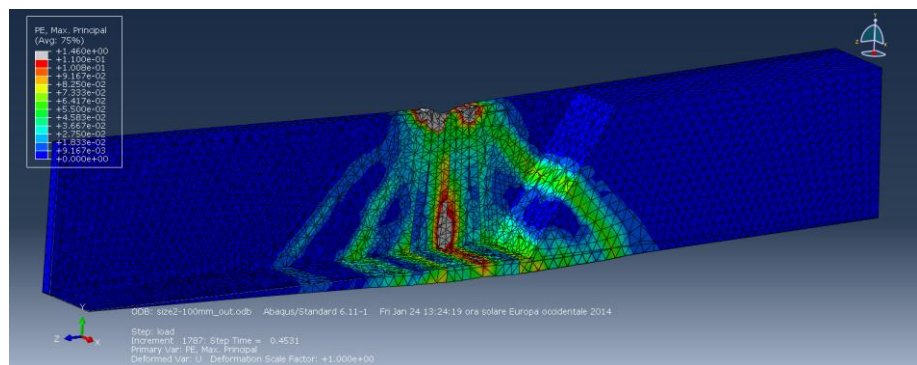 PE, Max. Principal
(Avg: 75%)
+1.460e+00
+1.100e-01
+1.008e-01
+9.167e-02
+8.250e-02
+7.333e-02
+6.417e-02
+5.500e-02
+4.583e-02
+3.667e-02
+2.750e-02
+1.833e-02
+9.167e-03
+0.000e+00
Y
Z
X
Y
Z
X
ODB: size2-100mm_out.odb Abaqus/Standard 6.11-1 Fri Jan 24 13:24:19 ora solare Europa occidentale 2014
Step: load
Increment 1787: Step Time = 0.4531
Primary Var: PE, Max. Principal
Deformed Var: U Deformation Scale Factor: +1.000e+00